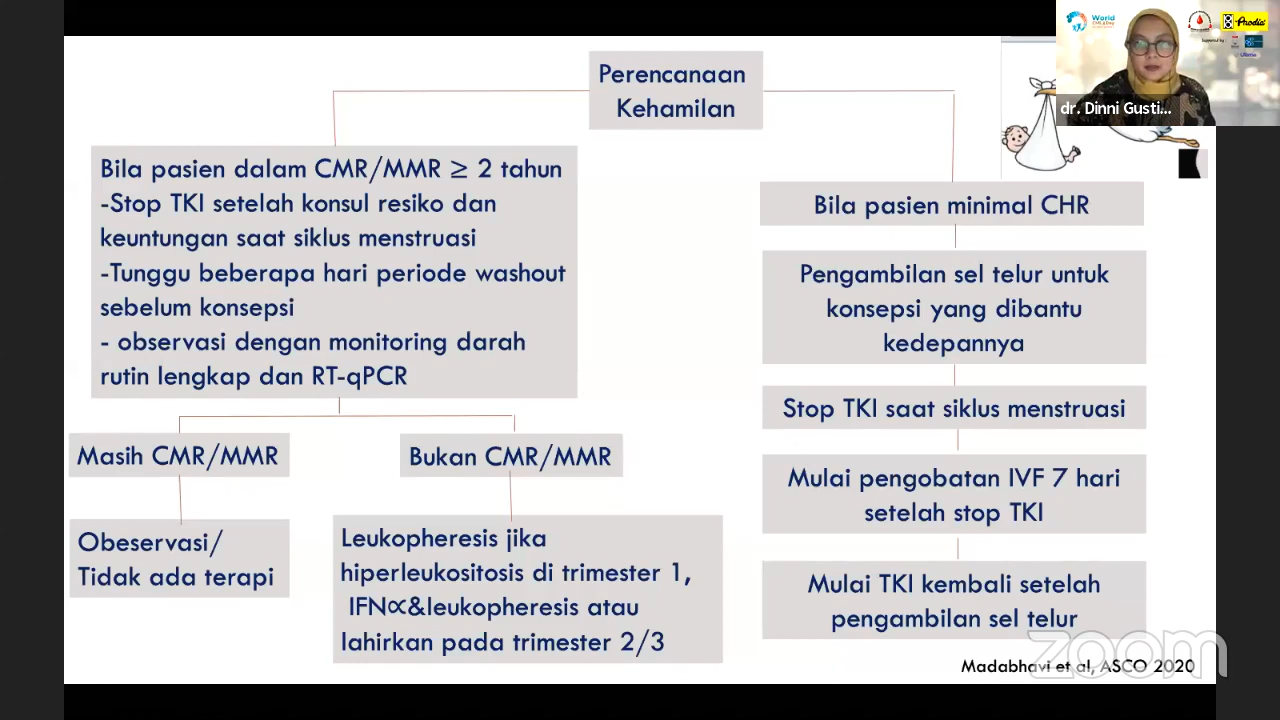 Perencanaan
Kehamilan
Bila pasien dalam CMR/MMR ≥ 2 tahun
-Stop TKI setelah konsul resiko dan
keuntungan saat siklus menstruasi
-Tunggu beberapa hari periode washout
sebelum konsepsi
- observasi dengan monitoring darah
rutin lengkap dan RT-qPCR
Masih CMR/MMR
Obeservasi/
Tidak ada terapi
Bukan CMR/MMR
Leukopheresis jika
hiperleukositosis di trimester 1,
IFN∝&leukopheresis atau
lahirkan pada trimester 2/3
Bila pasien minimal CHR
Pengambilan sel telur untuk
konsepsi yang dibantu
kedepannya
Stop TKI saat siklus menstruasi
Mulai pengobatan IVF 7 hari
setelah stop TKI
Mulai TKI kembali setelah
pengambilan sel telur
Madabhavi et al, ASCO 2020
zoom
World
Prodia
dr. Dinni Gusti...